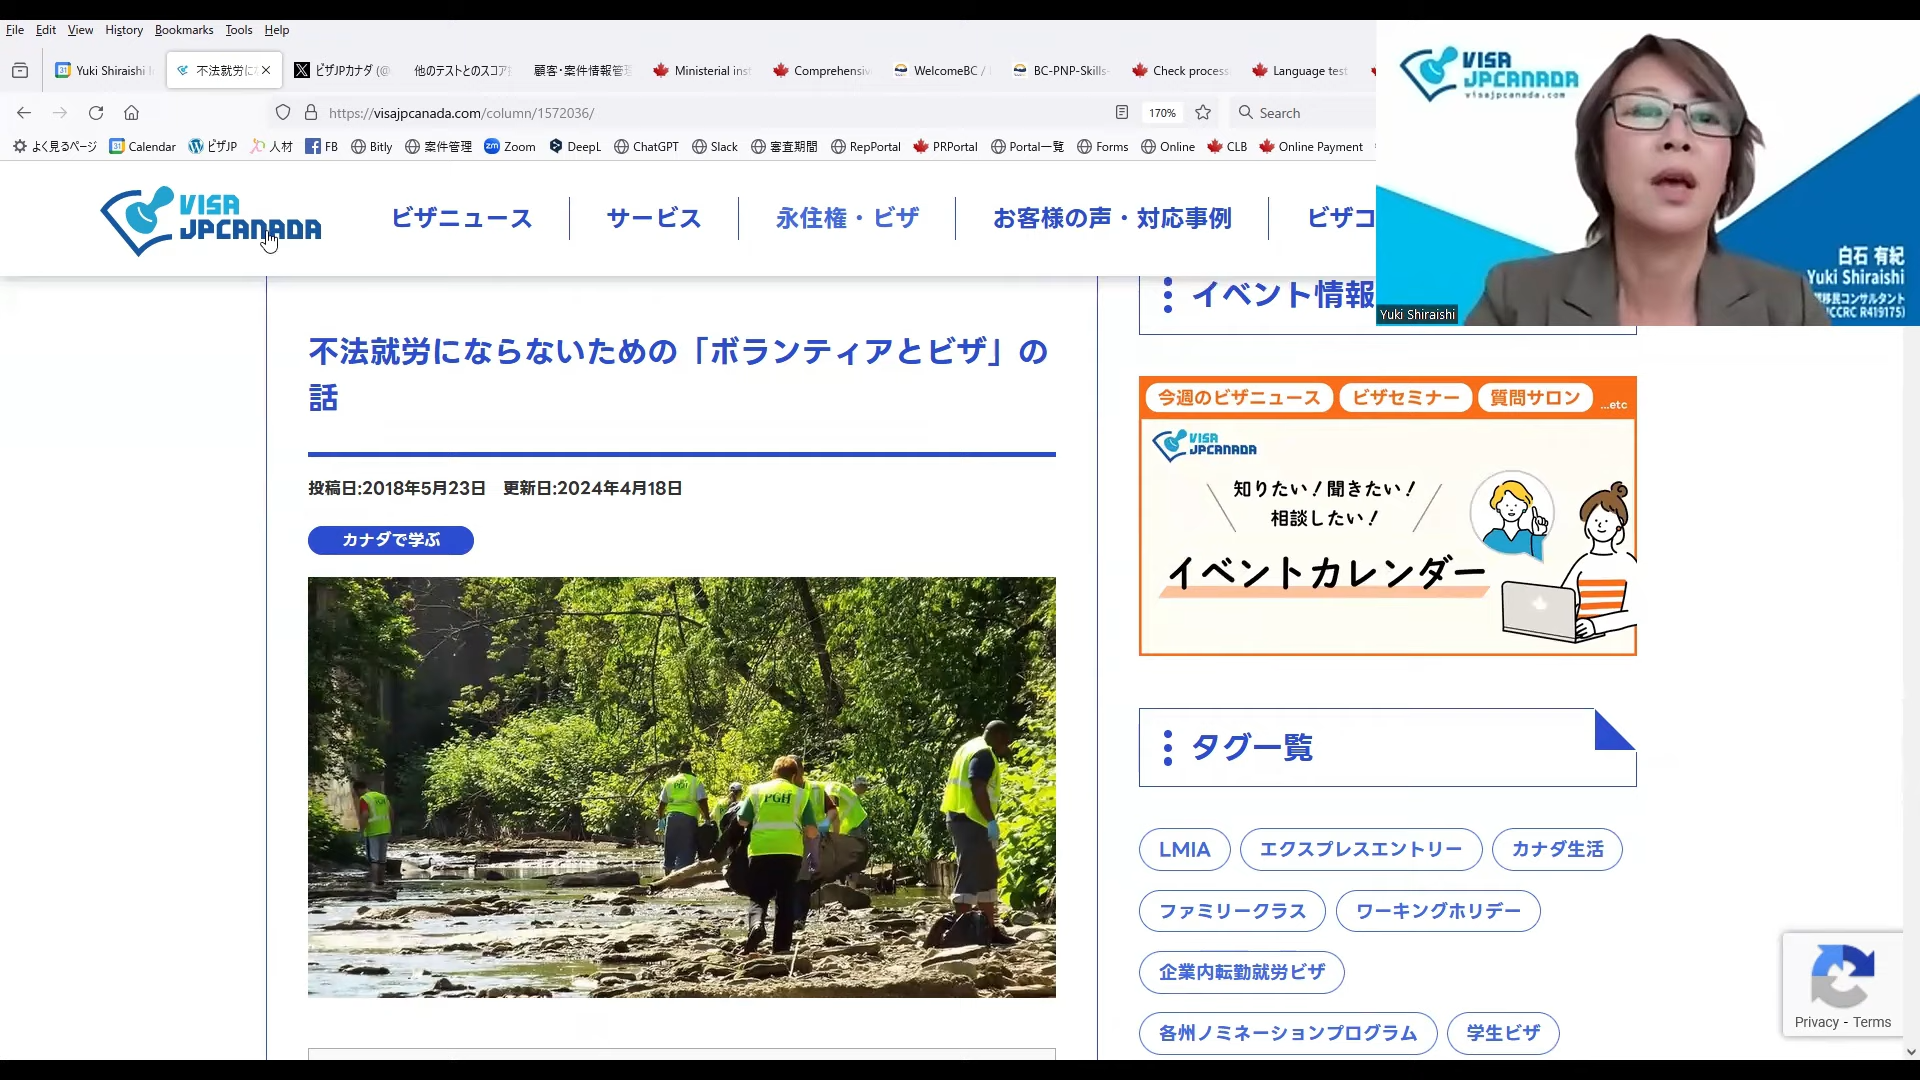 File Edit View History Bookmarks Tools Help
Yuki Shiraishi 不法就労に ビザJPカナダ (@ 他のテストとのスコア 顧客・案件情報管理 Ministerial inst Comprehensiv WelcomeBC / BC-PNP-Skills- Check process Language test
https://visajpcanada.com/column/1572036/ 170% Search
よく見るページ Calendar ビザJP 人材 FB Bitly 案件管理 Zoom DeepL ChatGPT Slack 審査期間 RepPortal PRPortal Portal一覧 Forms Online CLB Online Payment
VISA
JPCANADA
visajpcanada.com
白石 有紀
Yuki Shiraishi
移民コンサルタント
ICCRC R419175)
Yuki Shiraishi
VISA
JPCANADA
ビザニュース サービス 永住権・ビザ お客様の声・対応事例 ビザコ
不法就労にならないための「ボランティアとビザ」の
話
投稿日:2018年5月23日 更新日:2024年4月18日
カナダで学ぶ
PGH
PGH
イベント情報
今週のビザニュース ビザセミナー 質問サロン ...etc
VISA
JPCANADA
知りたい!聞きたい!
相談したい!
イベントカレンダー
タグ一覧
LMIA エクスプレスエントリー カナダ生活
ファミリークラス ワーキングホリデー
企業内転勤就労ビザ
各州ノミネーションプログラム 学生ビザ
Privacy - Terms